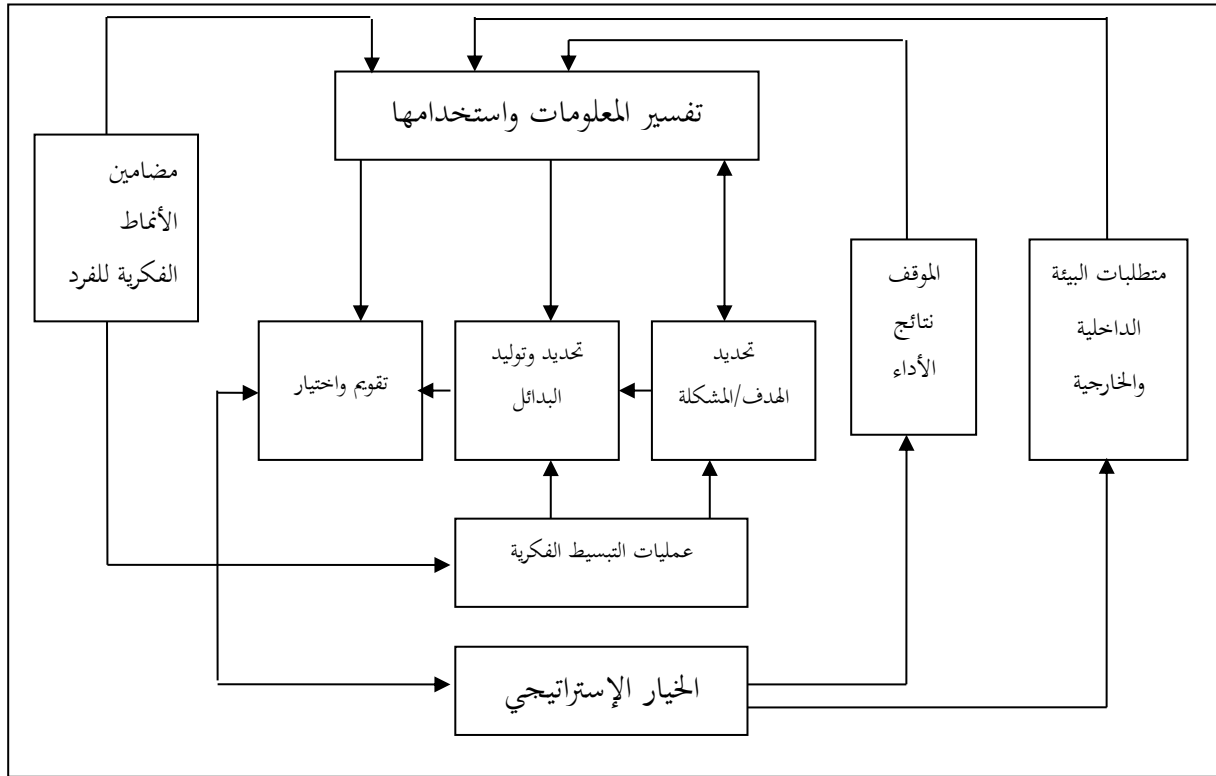 تفسير المعلومات واستخدامها
مضامين
الأنماط
الفكرية للفرد
متطلبات البيئة
الداخلية
والخارجية
الموقف
نتائج
الأداء
تحديد
الهدف/المشكلة
تحديد وتوليد
البدائل
تقويم واختيار
عمليات التبسيط الفكرية
الخيار الإستراتيجي